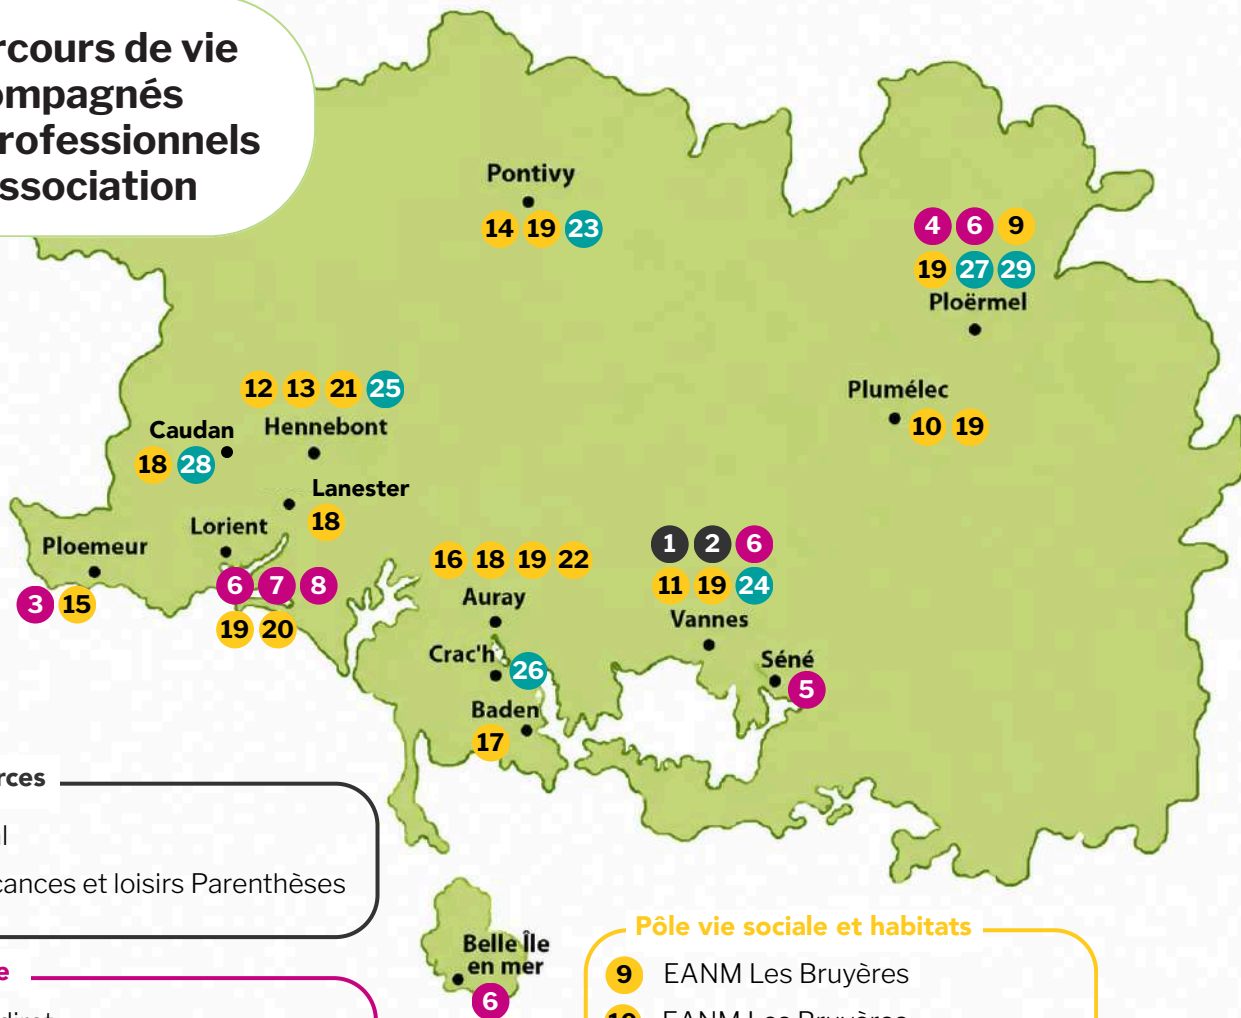 rcours de vie
ompagnés
rofessionnels
ssociation
Pontivy
14 19 23
4 6 9
19 27 29
Ploërmel
12 13 21 25
Hennebont
Caudan
18 28
Plumélec
10 19
Lanester
18
Lorient
6 7 8
19 20
Ploemeur
3 15
16 18 19 22
Auray
1 2 6
11 19 24
Vannes
Crac'h
26
Séné
5
Baden
17
rces
l
cances et loisirs Parenthèses
e
Belle Île
en mer
6
Pôle vie sociale et habitats
9 EANM Les Bruyères
10 EANM Les Bruyères